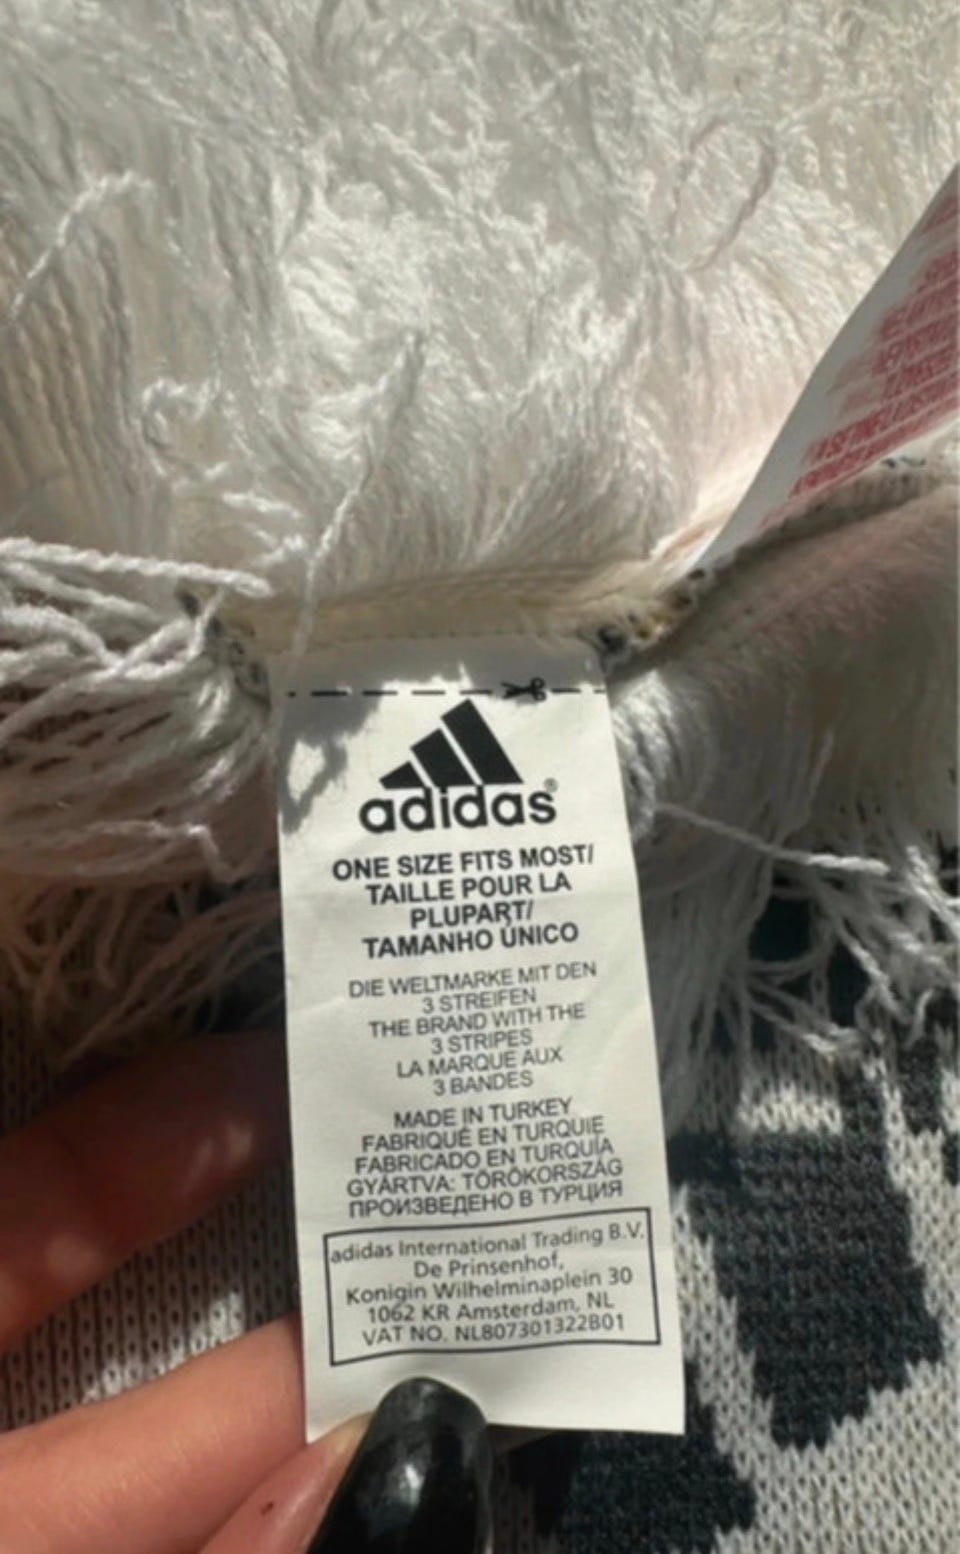 adidas®
ONE SIZE FITS MOST/
TAILLE POUR LA
PLUPART/
TAMANHO ÚNICO
DIE WELTMARKE MIT DEN
3 STREIFEN
THE BRAND WITH THE
3 STRIPES
LA MARQUE AUX
3 BANDES
MADE IN TURKEY
FABRIQUÉ EN TURQUIE
FABRICADO EN TURQUÍA
GYÁRTVA: TÖRÖKORSZÁG
ПРОИЗВЕДЕНО В ТУРЦИЯ
adidas International Trading B.V.
De Prinsenhof,
Konigin Wilhelminaplein 30
1062 KR Amsterdam, NL
VAT NO. NL807301322B01